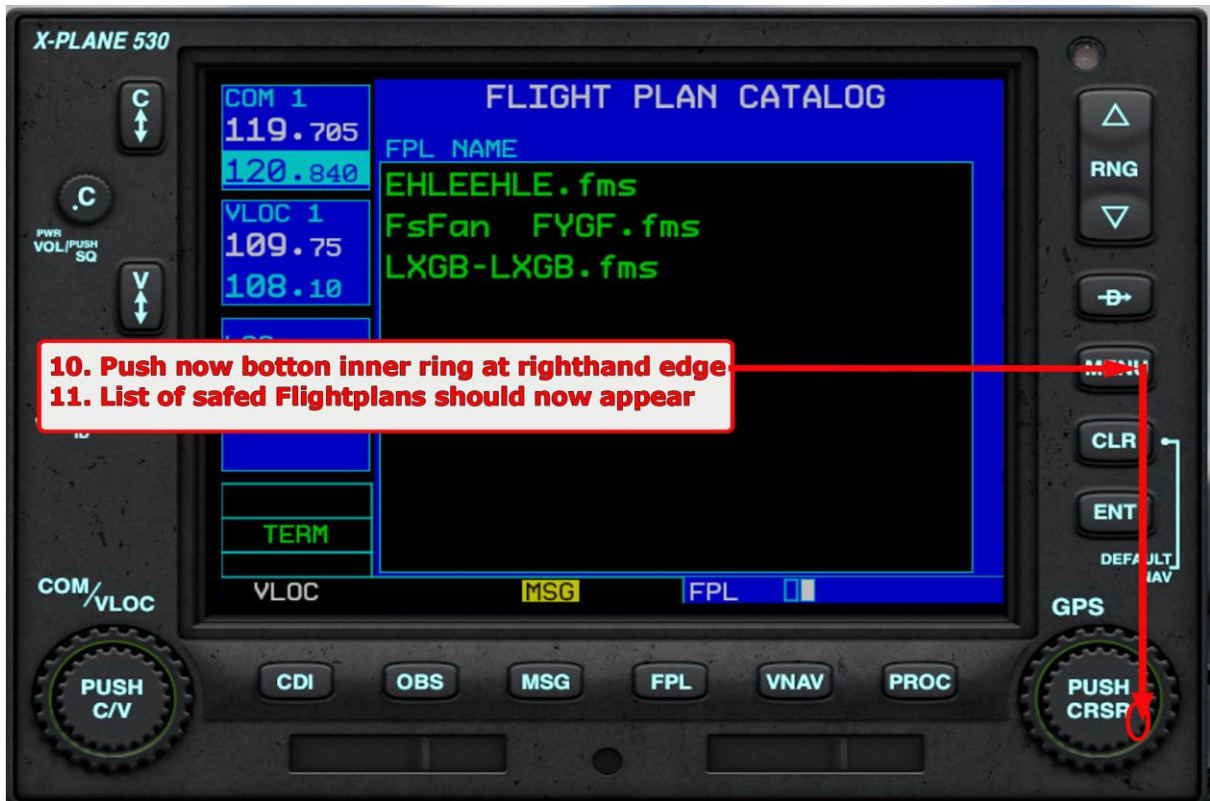 X-PLANE 530
C
.C
PWR
VOL/PUSH
SQ
V
COM 1
119.705
120.840
VLOC 1
109.75
108.10
FLIGHT PLAN CATALOG
FPL NAME
EHLEEHLE.fms
FsFan FYGF.fms
LXGB-LXGB.fms
10. Push now botton inner ring at righthand edge
11. List of safed Flightplans should now appear
ID
TERM
VLOC
MSG
FPL
RNG
D
MENU
CLR
ENT
DEFAULT
NAV
COM/VLOC
PUSH
C/V
CDI
OBS
MSG
FPL
VNAV
PROC
GPS
PUSH
CRSR